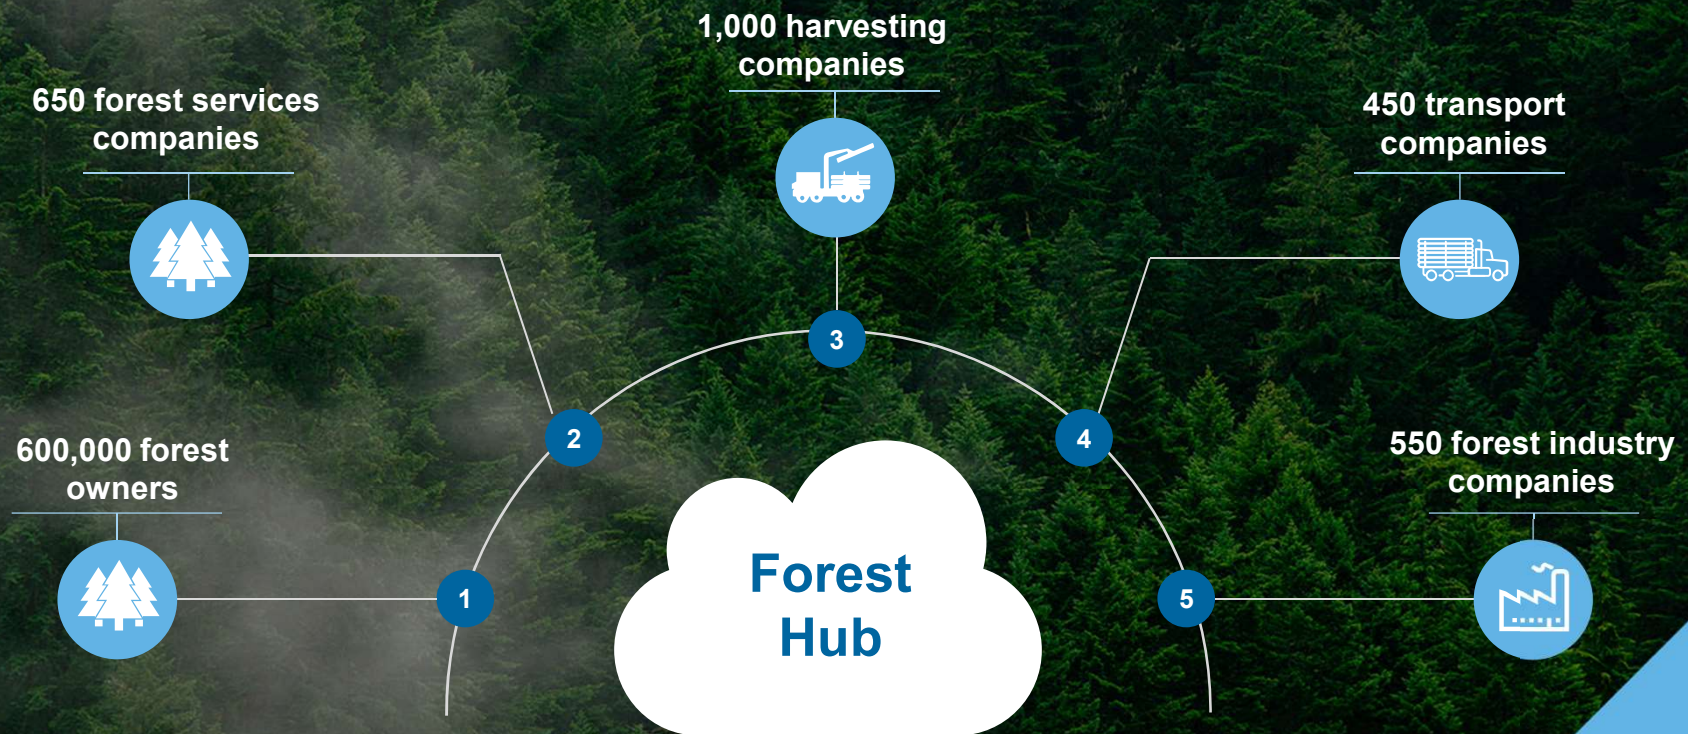 1,000 harvesting
companies
650 forest services
companies
450 transport
companies
3
2
4
600,000 forest
owners
550 forest industry
companies
1
5
Forest
Hub